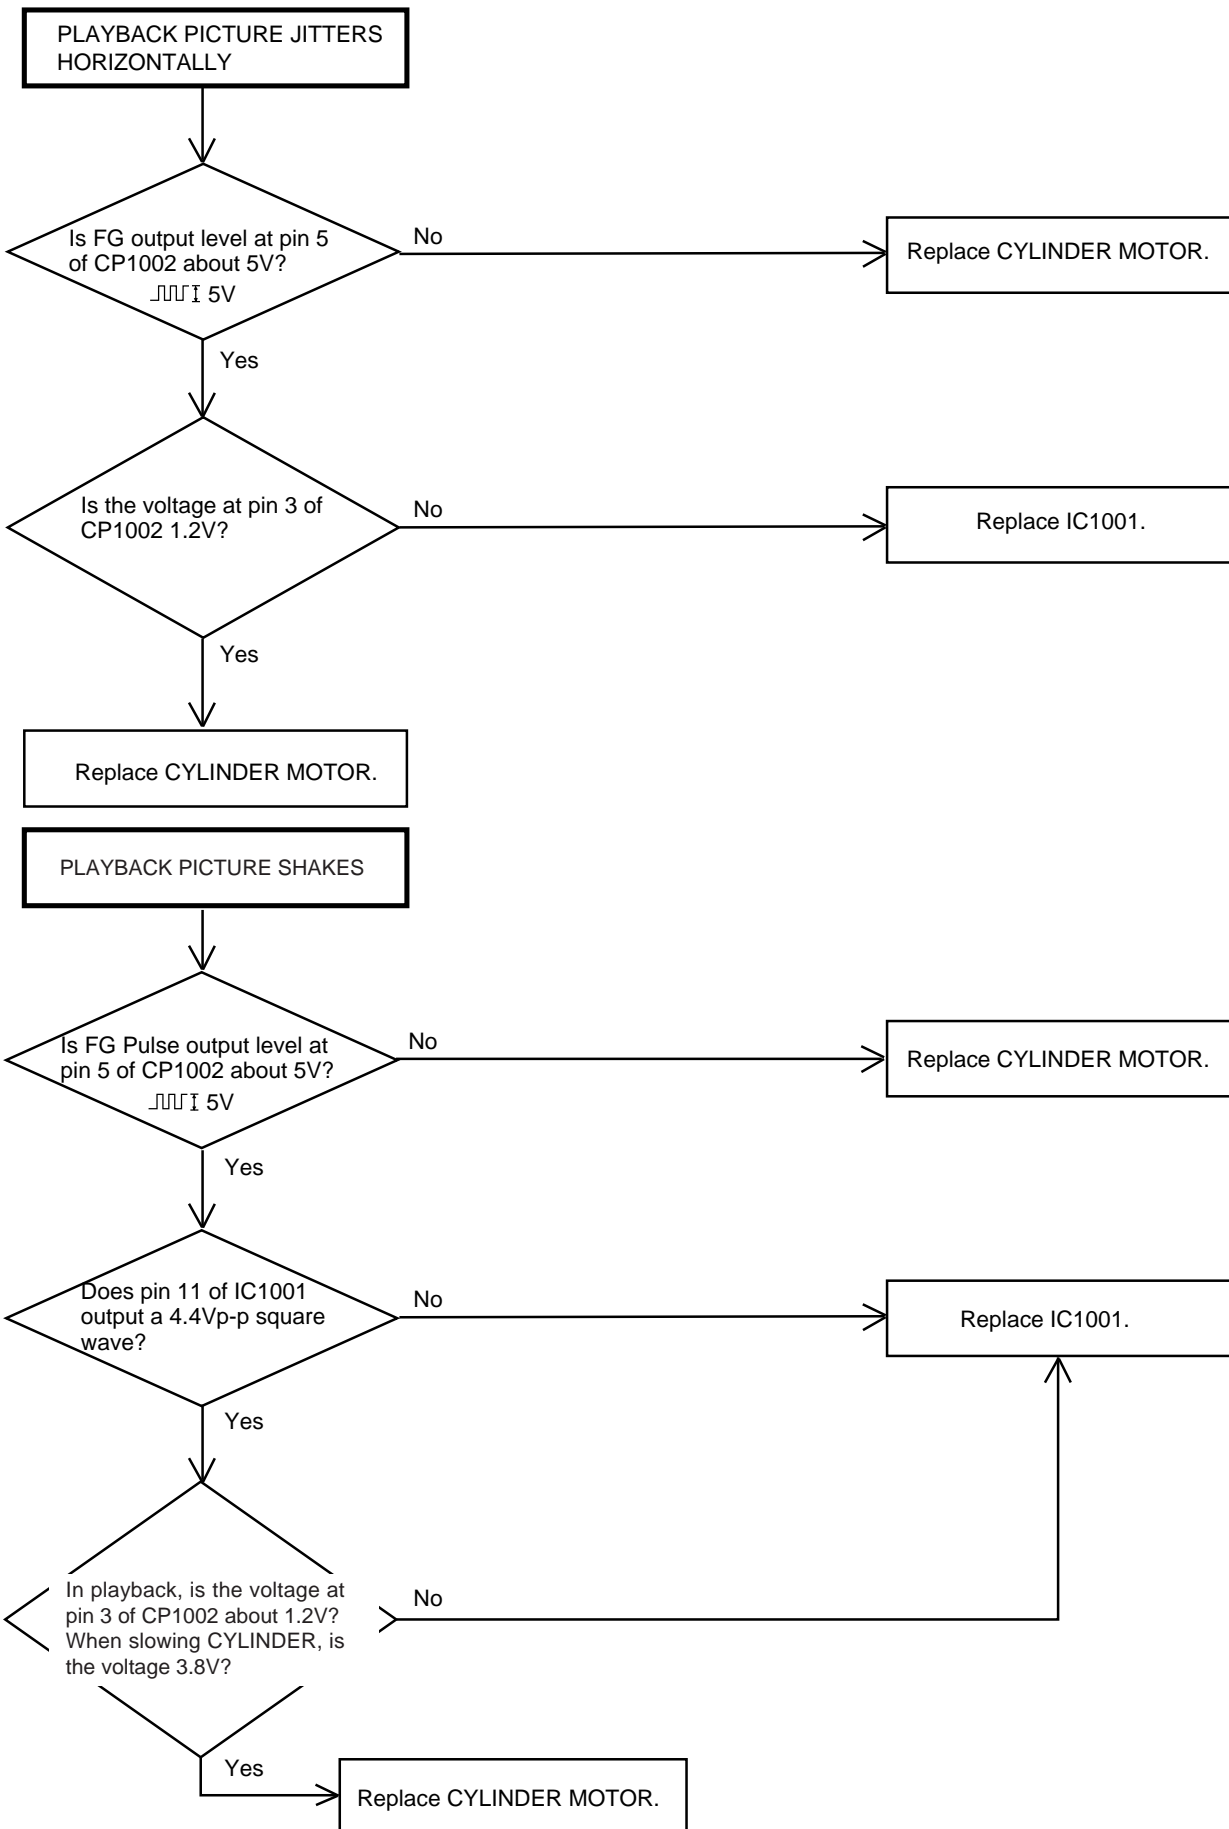 PLAYBACK PICTURE JITTERS
HORIZONTALLY
Is FG output level at pin 5
of CP1002 about 5V?
5V
No
Replace CYLINDER MOTOR.
Yes
Is the voltage at pin 3 of
CP1002 1.2V?
No
Replace IC1001.
Yes
Replace CYLINDER MOTOR.
PLAYBACK PICTURE SHAKES
Is FG Pulse output level at
pin 5 of CP1002 about 5V?
5V
No
Replace CYLINDER MOTOR.
Yes
Does pin 11 of IC1001
output a 4.4Vp-p square
wave?
No
Replace IC1001.
Yes
In playback, is the voltage at
pin 3 of CP1002 about 1.2V?
When slowing CYLINDER, is
the voltage 3.8V?
No
Yes
Replace CYLINDER MOTOR.